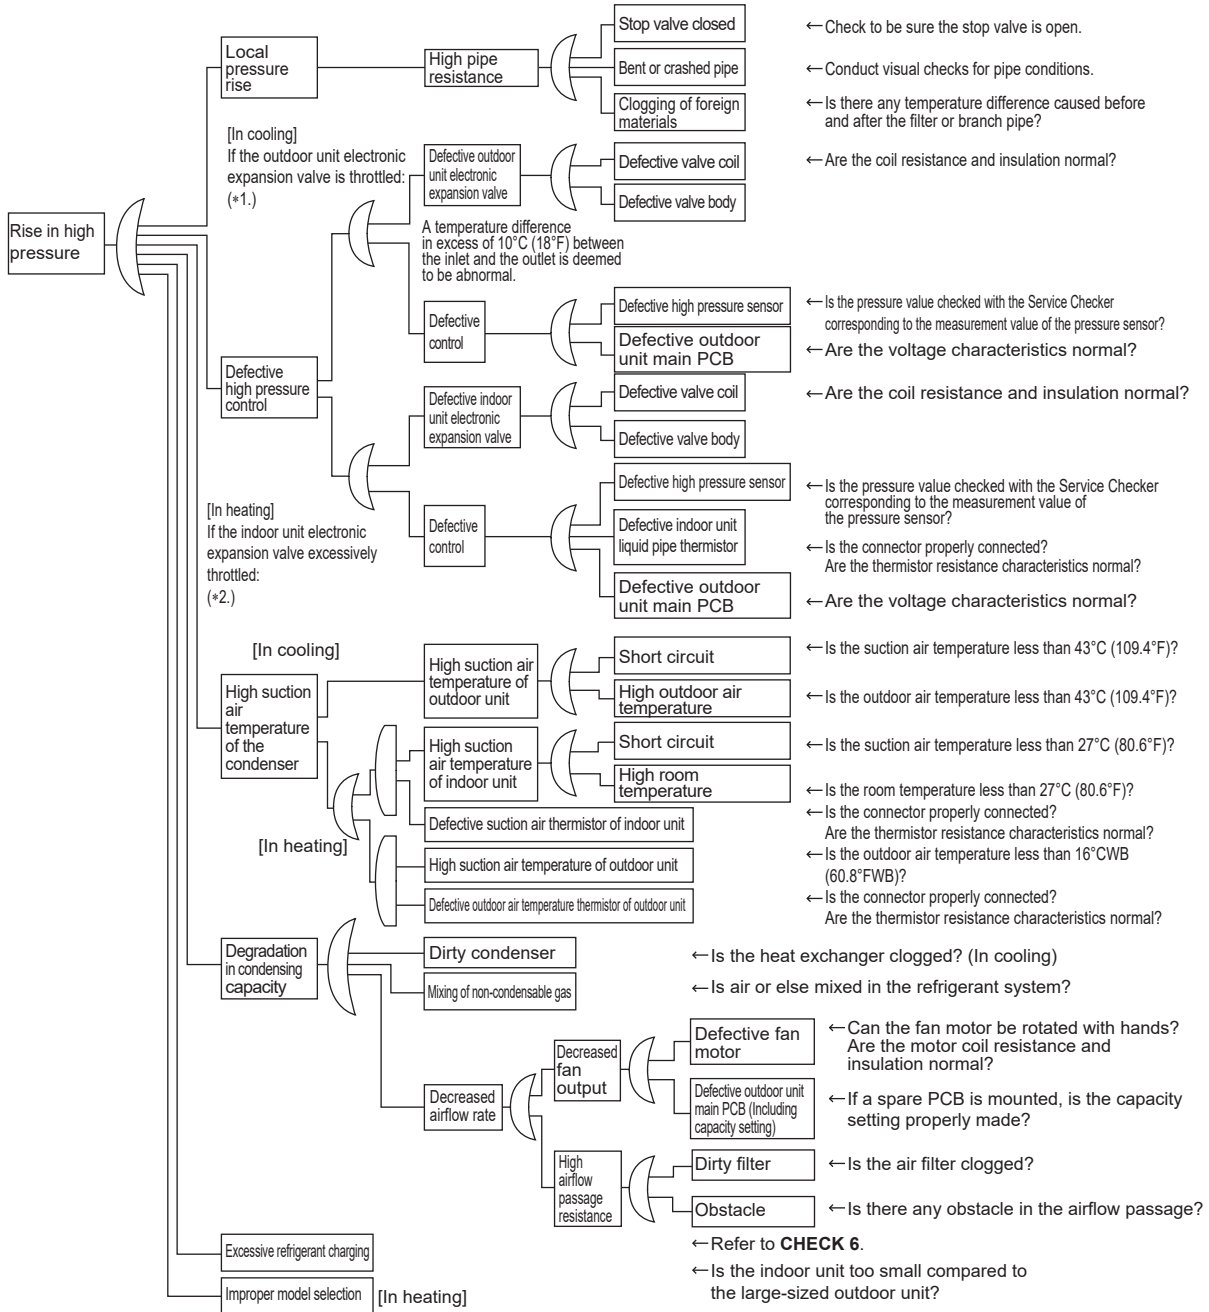 Rise in high
pressure
Local
pressure
rise
High pipe
resistance
Stop valve closed
←Check to be sure the stop valve is open.
Bent or crashed pipe
←Conduct visual checks for pipe conditions.
Clogging of foreign
materials
←Is there any temperature difference caused before
and after the filter or branch pipe?
[In cooling]
If the outdoor unit electronic
expansion valve is throttled:
(∗1.)
Defective outdoor
unit electronic
expansion valve
Defective valve coil
←Are the coil resistance and insulation normal?
Defective valve body
A temperature difference
in excess of 10°C (18°F) between
the inlet and the outlet is deemed
to be abnormal.
Defective
control
Defective high pressure sensor
←Is the pressure value checked with the Service Checker
corresponding to the measurement value of the pressure sensor?
Defective outdoor
unit main PCB
←Are the voltage characteristics normal?
Defective
high pressure
control
Defective indoor
unit electronic
expansion valve
Defective valve coil
←Are the coil resistance and insulation normal?
Defective valve body
[In heating]
If the indoor unit electronic
expansion valve excessively
throttled:
(∗2.)
Defective
control
Defective high pressure sensor
←Is the pressure value checked with the Service Checker
corresponding to the measurement value of
the pressure sensor?
Defective indoor unit
liquid pipe thermistor
←Is the connector properly connected?
Are the thermistor resistance characteristics normal?
Defective outdoor
unit main PCB
←Are the voltage characteristics normal?
[In cooling]
High suction
air
temperature
of the
condenser
High suction air
temperature of
outdoor unit
Short circuit
←Is the suction air temperature less than 43°C (109.4°F)?
High outdoor air
temperature
←Is the outdoor air temperature less than 43°C (109.4°F)?
High suction
air temperature
of indoor unit
Short circuit
←Is the suction air temperature less than 27°C (80.6°F)?
High room
temperature
←Is the room temperature less than 27°C (80.6°F)?
Defective suction air thermistor of indoor unit
←Is the connector properly connected?
Are the thermistor resistance characteristics normal?
[In heating]
High suction air temperature of outdoor unit
←Is the outdoor air temperature less than 16°CWB
(60.8°FWB)?
Defective outdoor air temperature thermistor of outdoor unit
←Is the connector properly connected?
Are the thermistor resistance characteristics normal?
Degradation
in condensing
capacity
Dirty condenser
←Is the heat exchanger clogged? (In cooling)
Mixing of non-condensable gas
←Is air or else mixed in the refrigerant system?
Decreased
airflow rate
Decreased
fan
output
Defective fan
motor
←Can the fan motor be rotated with hands?
Are the motor coil resistance and
insulation normal?
Defective outdoor unit
main PCB (Including
capacity setting)
←If a spare PCB is mounted, is the capacity
setting properly made?
High
airflow
passage
resistance
Dirty filter
←Is the air filter clogged?
Obstacle
←Is there any obstacle in the airflow passage?
Excessive refrigerant charging
←Refer to CHECK 6.
Improper model selection
[In heating]
←Is the indoor unit too small compared to
the large-sized outdoor unit?